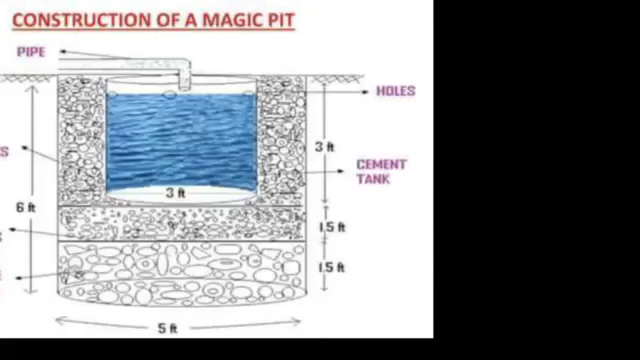 CONSTRUCTION OF A MAGIC PIT
PIPE
HOLES
3 ft
CEMENT
TANK
3 ft
6 ft
1.5 ft
1.5 ft
5 ft